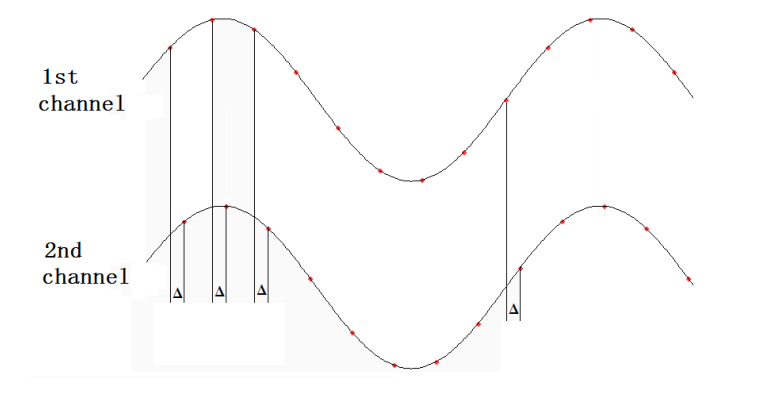 1st
channel
2nd
channel
Δ Δ Δ
Δ